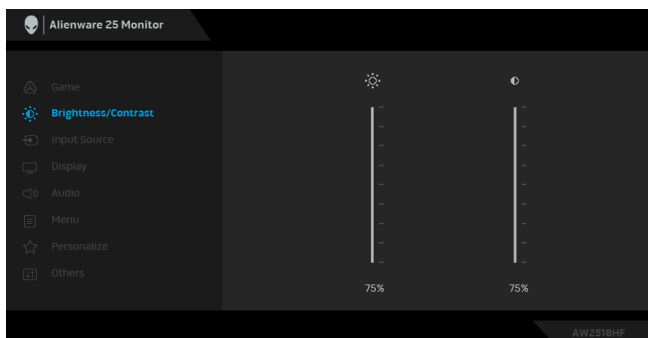 Alienware 25 Monitor
Game
Brightness/Contrast
Input Source
Display
Audio
Menu
Personalize
Others
75%
75%
AW2518HF